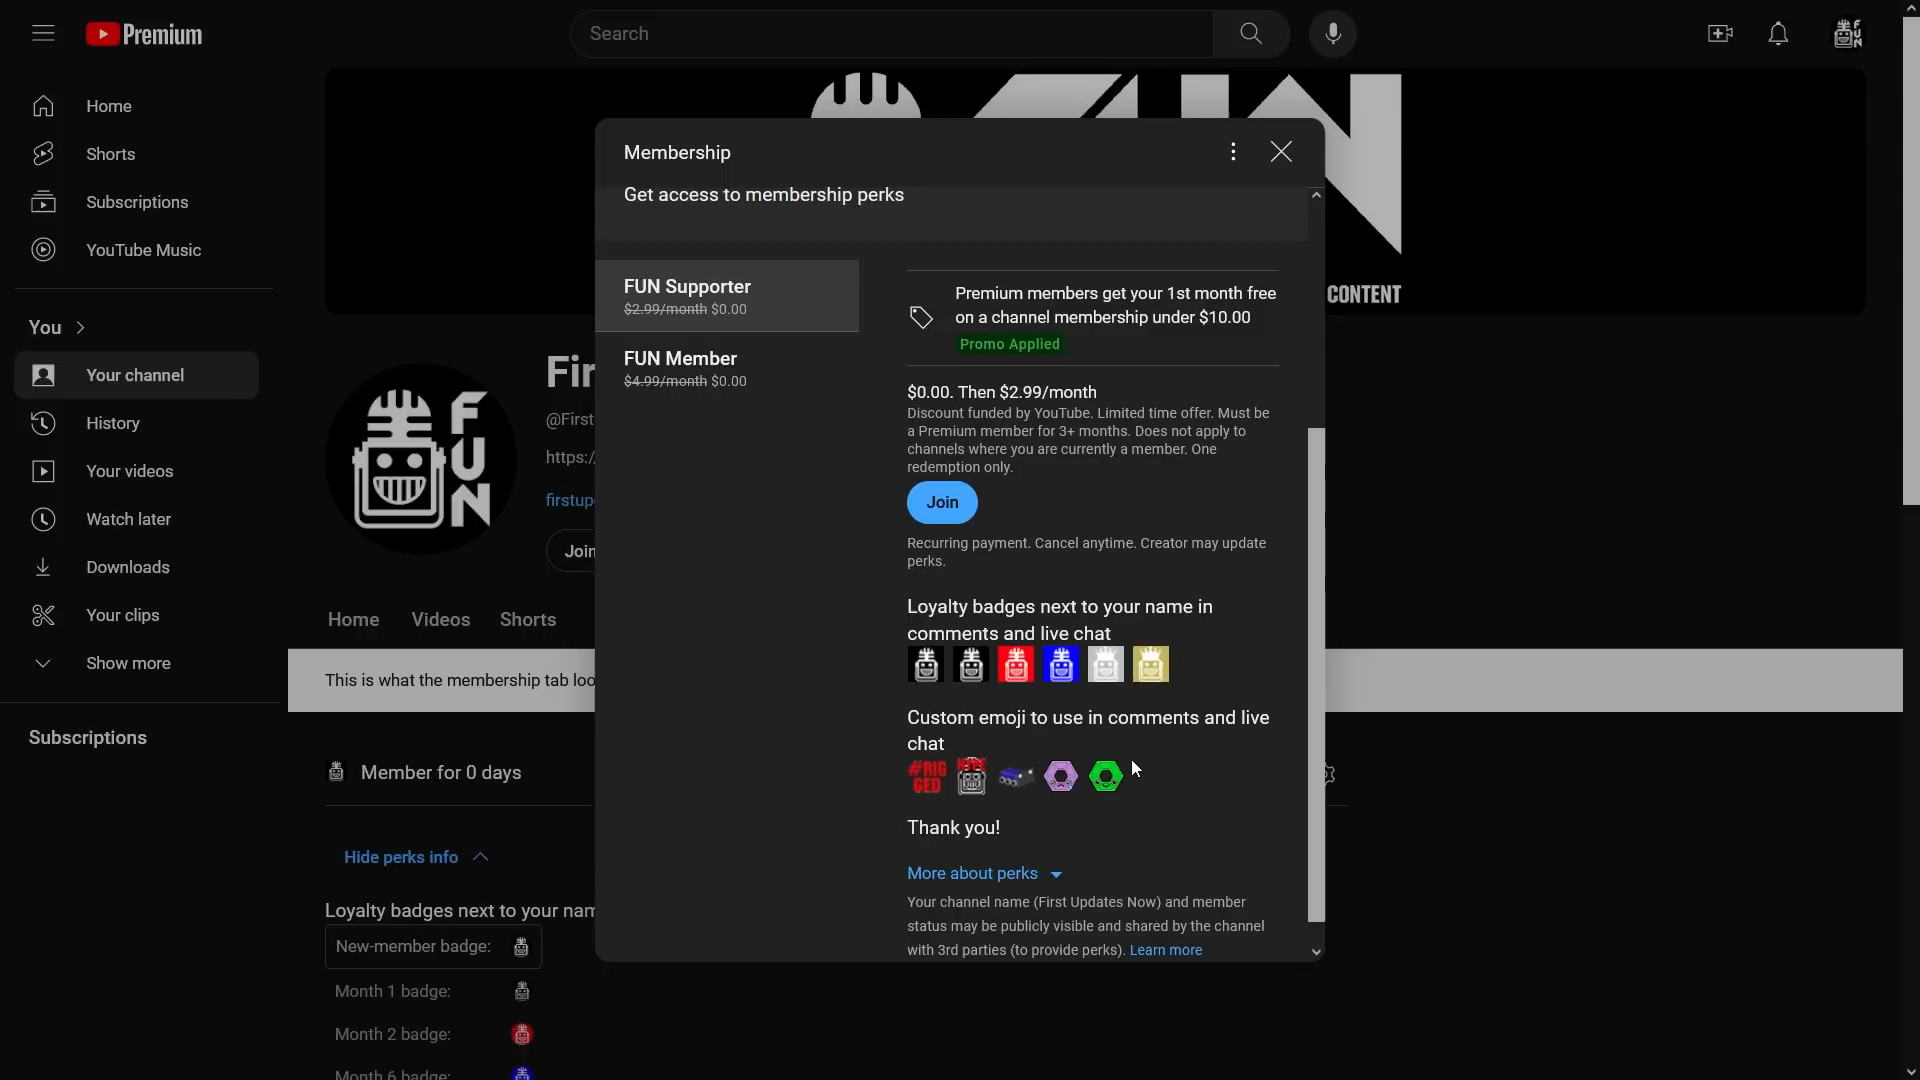 Premium
Search
Home
Shorts
Subscriptions
YouTube Music
You
Your channel
History
Your videos
Watch later
Downloads
Your clips
Show more
Subscriptions
FUN
CONTENT
FUN
@First
https:/
firstup
Join
Home Videos Shorts
This is what the membership tab loo
Member for 0 days
Hide perks info
Loyalty badges next to your nam
New-member badge:
Month 1 badge:
Month 2 badge:
Month 6 badge:
Membership
Get access to membership perks
FUN Supporter
$2.99/month $0.00
FUN Member
$4.99/month $0.00
Premium members get your 1st month free
on a channel membership under $10.00
Promo Applied
$0.00. Then $2.99/month
Discount funded by YouTube. Limited time offer. Must be
a Premium member for 3+ months. Does not apply to
channels where you are currently a member. One
redemption only.
Join
Recurring payment. Cancel anytime. Creator may update
perks.
Loyalty badges next to your name in
comments and live chat
Custom emoji to use in comments and live
chat
#RIG
GED
HYPE
Thank you!
More about perks
Your channel name (First Updates Now) and member
status may be publicly visible and shared by the channel
with 3rd parties (to provide perks). Learn more